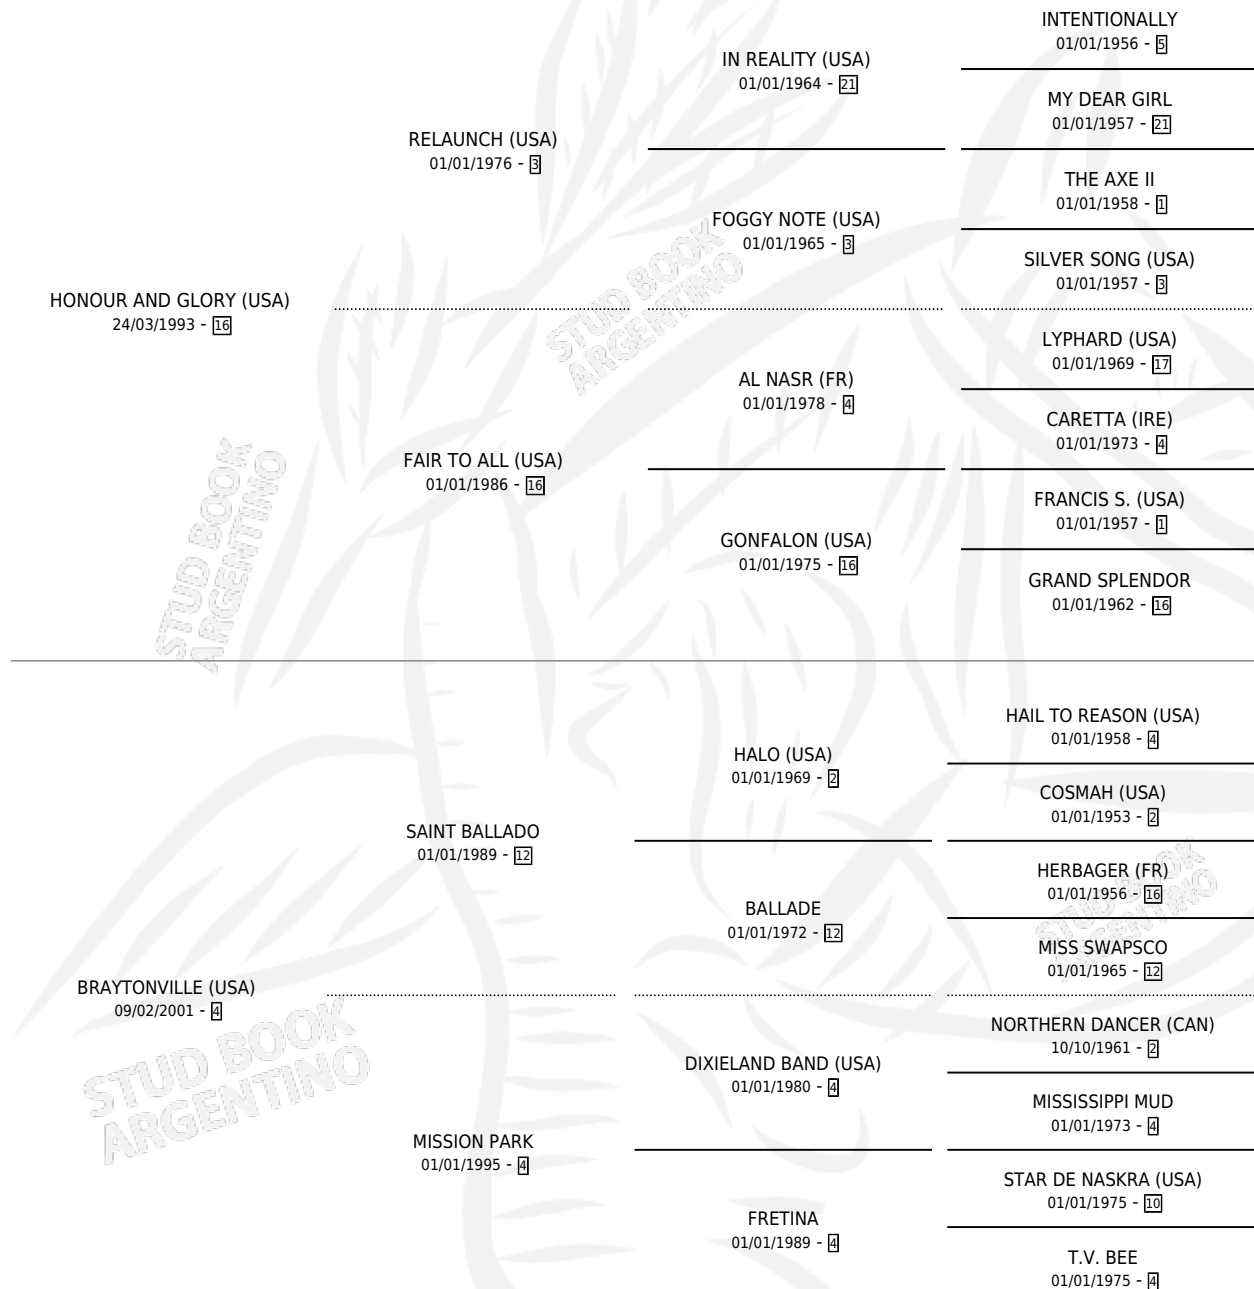 INTENTIONALLY
01/01/1956 - 5
IN REALITY (USA)
01/01/1964 - 21
MY DEAR GIRL
01/01/1957 - 21
RELAUNCH (USA)
01/01/1976 - 3
THE AXE II
01/01/1958 - 1
FOGGY NOTE (USA)
01/01/1965 - 3
SILVER SONG (USA)
01/01/1957 - 3
HONOUR AND GLORY (USA)
24/03/1993 - 16
LYPHARD (USA)
01/01/1969 - 17
AL NASR (FR)
01/01/1978 - 4
CARETTA (IRE)
01/01/1973 - 4
FAIR TO ALL (USA)
01/01/1986 - 16
FRANCIS S. (USA)
01/01/1957 - 1
GONFALON (USA)
01/01/1975 - 16
GRAND SPLENDOR
01/01/1962 - 16
HAIL TO REASON (USA)
01/01/1958 - 4
HALO (USA)
01/01/1969 - 2
COSMAH (USA)
01/01/1953 - 2
SAINT BALLADO
01/01/1989 - 12
HERBAGER (FR)
01/01/1956 - 16
BALLADE
01/01/1972 - 12
MISS SWAPSCO
01/01/1965 - 12
BRAYTONVILLE (USA)
09/02/2001 - 4
NORTHERN DANCER (CAN)
10/10/1961 - 2
DIXIELAND BAND (USA)
01/01/1980 - 4
MISSISSIPPI MUD
01/01/1973 - 4
MISSION PARK
01/01/1995 - 4
STAR DE NASKRA (USA)
01/01/1975 - 10
FRETINA
01/01/1989 - 4
T.V. BEE
01/01/1975 - 4
STUD BOOK
ARGENTINO
STUD BOOK
ARGENTINO
STUD BOOK
ARGENTINO
STUD BOOK
ARGENTINO